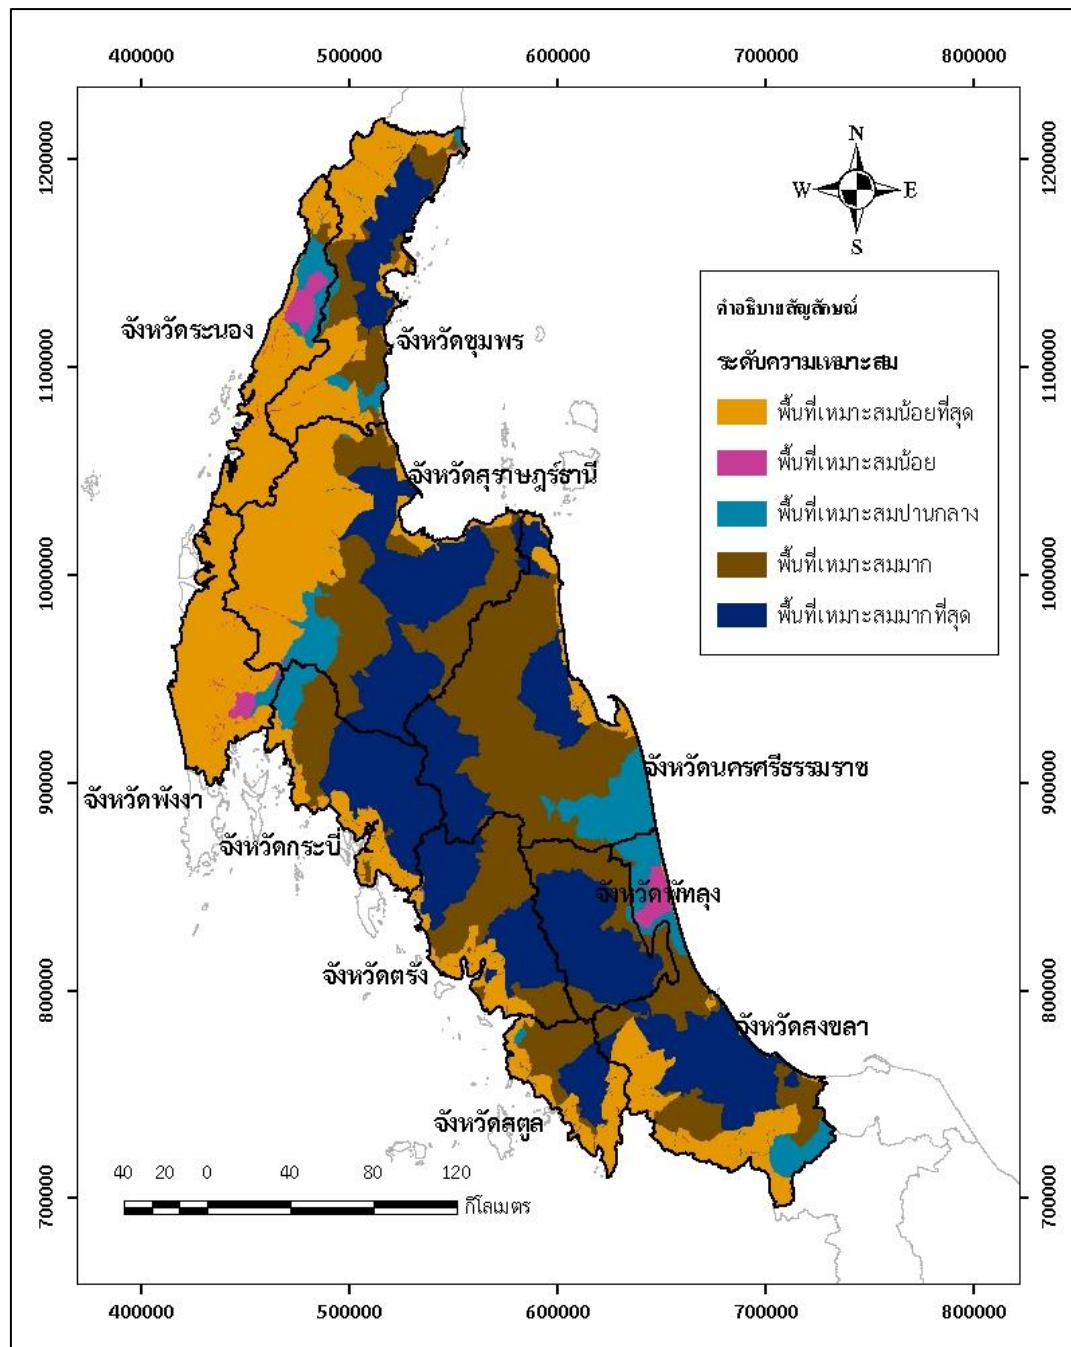 400000 500000 600000 700000 800000
1200000
1100000
1000000
900000
800000
700000
1200000
1100000
1000000
900000
800000
700000
N
W E
S
คำอธิบายสัญลักษณ์
ระดับความเหมาะสม
พื้นที่เหมาะสมน้อยที่สุด
พื้นที่เหมาะสมน้อย
พื้นที่เหมาะสมปานกลาง
พื้นที่เหมาะสมมาก
พื้นที่เหมาะสมมากที่สุด
จังหวัดระนอง
จังหวัดชุมพร
จังหวัดสุราษฎร์ธานี
จังหวัดนครศรีธรรมราช
จังหวัดพังงา
จังหวัดกระบี่
จังหวัดพัทลุง
จังหวัดตรัง
จังหวัดสงขลา
จังหวัดสตูล
40 20 0 40 80 120
กิโลเมตร
400000 500000 600000 700000 800000